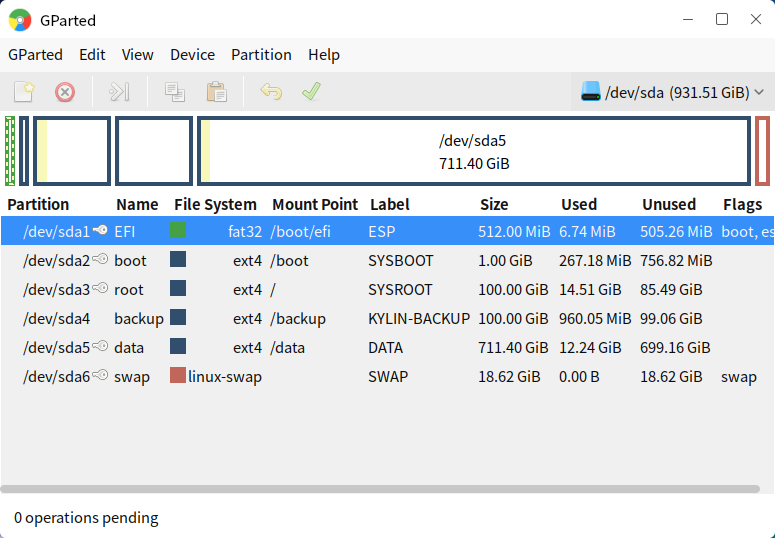 GParted
GParted Edit View Device Partition Help
/dev/sda (931.51 GiB)
/dev/sda5
711.40 GiB
Partition Name File System Mount Point Label Size Used Unused Flags
/dev/sda1 EFI fat32 /boot/efi ESP 512.00 MiB 6.74 MiB 505.26 MiB boot, es
/dev/sda2 boot ext4 /boot SYSBOOT 1.00 GiB 267.18 MiB 756.82 MiB
/dev/sda3 root ext4 / SYSROOT 100.00 GiB 14.51 GiB 85.49 GiB
/dev/sda4 backup ext4 /backup KYLIN-BACKUP 100.00 GiB 960.05 MiB 99.06 GiB
/dev/sda5 data ext4 /data DATA 711.40 GiB 12.24 GiB 699.16 GiB
/dev/sda6 swap linux-swap SWAP 18.62 GiB 0.00 B 18.62 GiB swap
0 operations pending